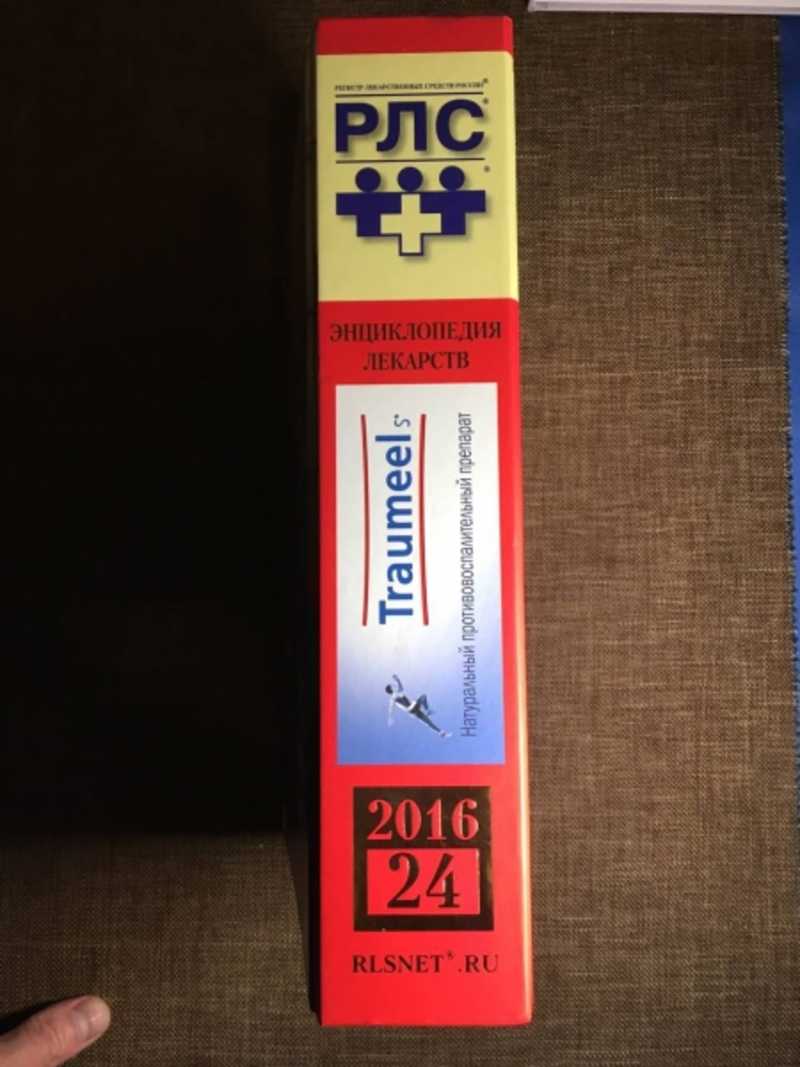 РЕГИСТР ЛЕКАРСТВЕННЫХ СРЕДСТВ РОССИИ®
РЛС®
®
ЭНЦИКЛОПЕДИЯ
ЛЕКАРСТВ
Traumeel S®
Натуральный противовоспалительный препарат
2016
24
RLSNET®.RU